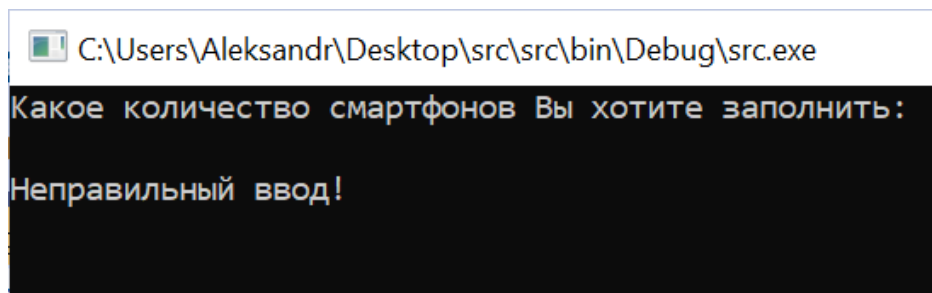 C:\Users\Aleksandr\Desktop\src\src\bin\Debug\src.exe
Какое количество смартфонов Вы хотите заполнить:
Неправильный ввод!